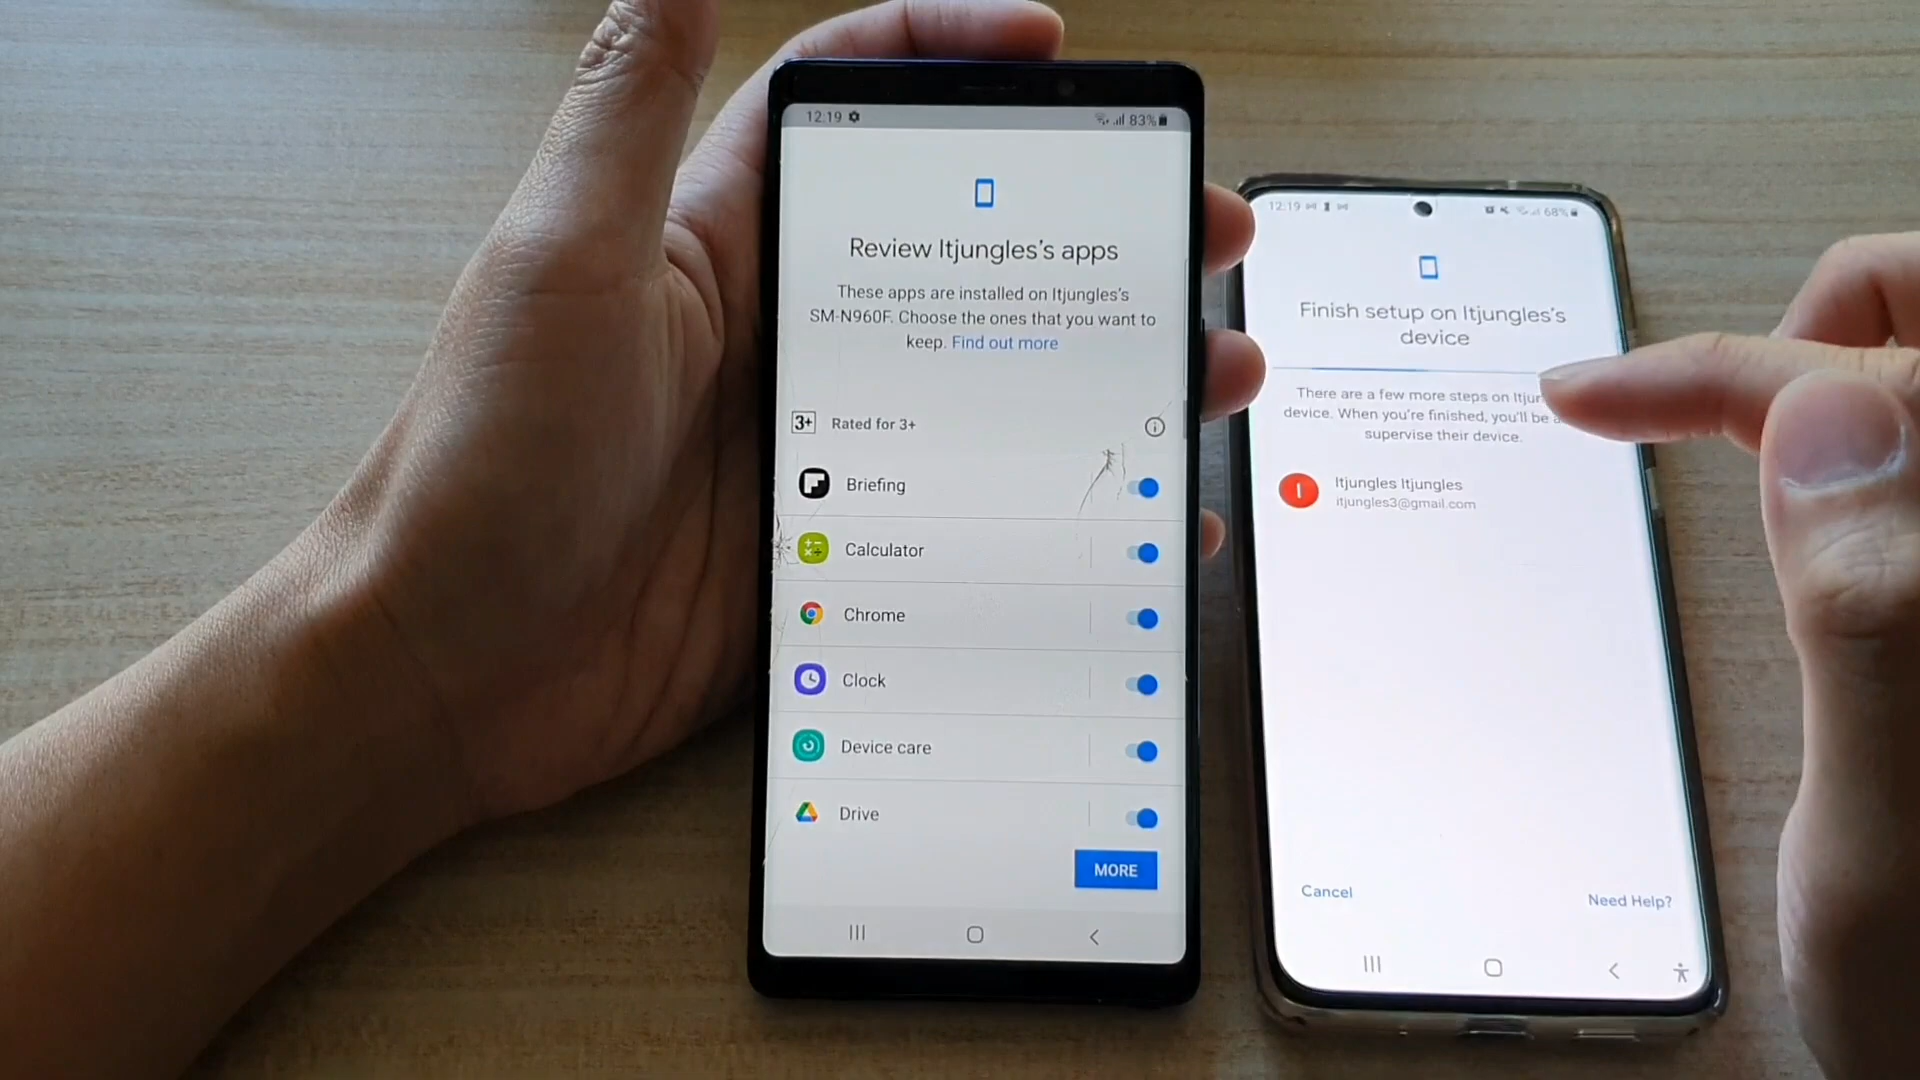 12:19
83%
Review Itjungles's apps
These apps are installed on Itjungles's
SM-N960F. Choose the ones that you want to
keep. Find out more
3+ Rated for 3+
Briefing
Calculator
Chrome
Clock
Device care
Drive
MORE
12:19
68%
Finish setup on Itjungles's
device
There are a few more steps on
device. When you're finished, you'll be
supervise their device.
I
Itjungles Itjungles
itjungles3@gmail.com
Cancel
Need Help?